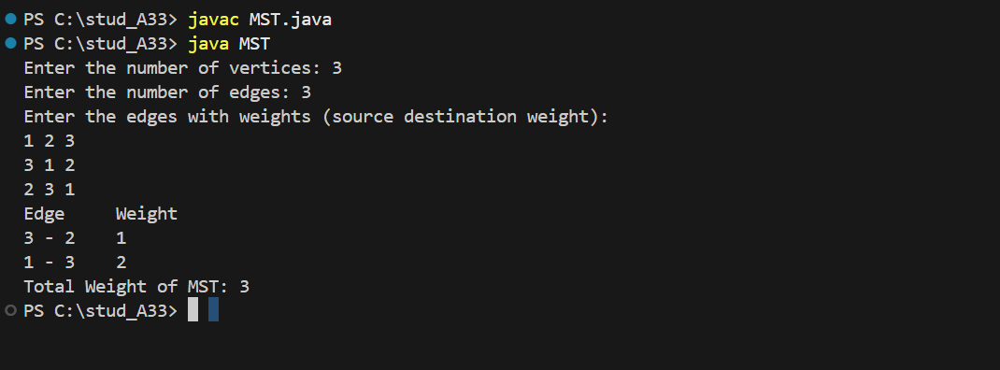 PS C:\stud_A33> javac MST.java
PS C:\stud_A33> java MST
Enter the number of vertices: 3
Enter the number of edges: 3
Enter the edges with weights (source destination weight):
1 2 3
3 1 2
2 3 1
Edge     Weight
3 - 2    1
1 - 3    2
Total Weight of MST: 3
PS C:\stud_A33>